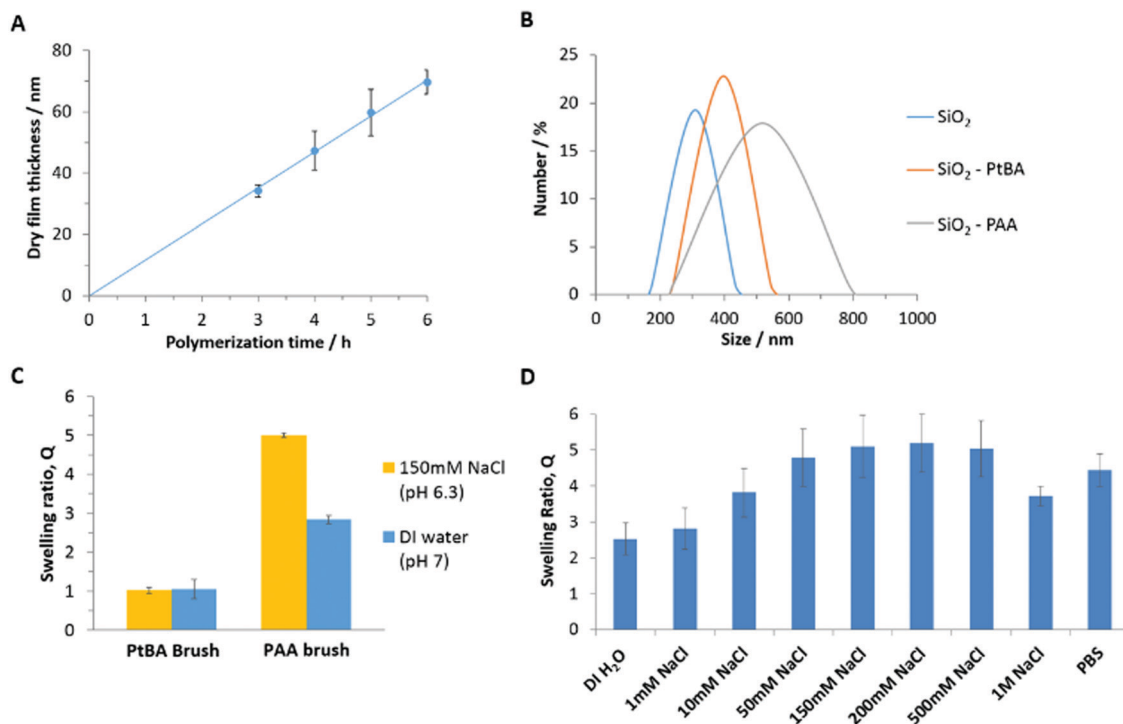 A
Dry film thickness / nm
80
60
40
20
0
0 1 2 3 4 5 6
Polymerization time / h
B
Number / %
25
20
15
10
5
0
0 200 400 600 800 1000
Size / nm
SiO₂
SiO₂ - PtBA
SiO₂ - PAA
C
Swelling ratio, Q
6
5
4
3
2
1
0
PtBA Brush PAA brush
150mM NaCl
(pH 6.3)
DI water
(pH 7)
D
Swelling Ratio, Q
6
5
4
3
2
1
0
DI H₂O
1mM NaCl
10mM NaCl
50mM NaCl
150mM NaCl
200mM NaCl
500mM NaCl
1M NaCl
PBS